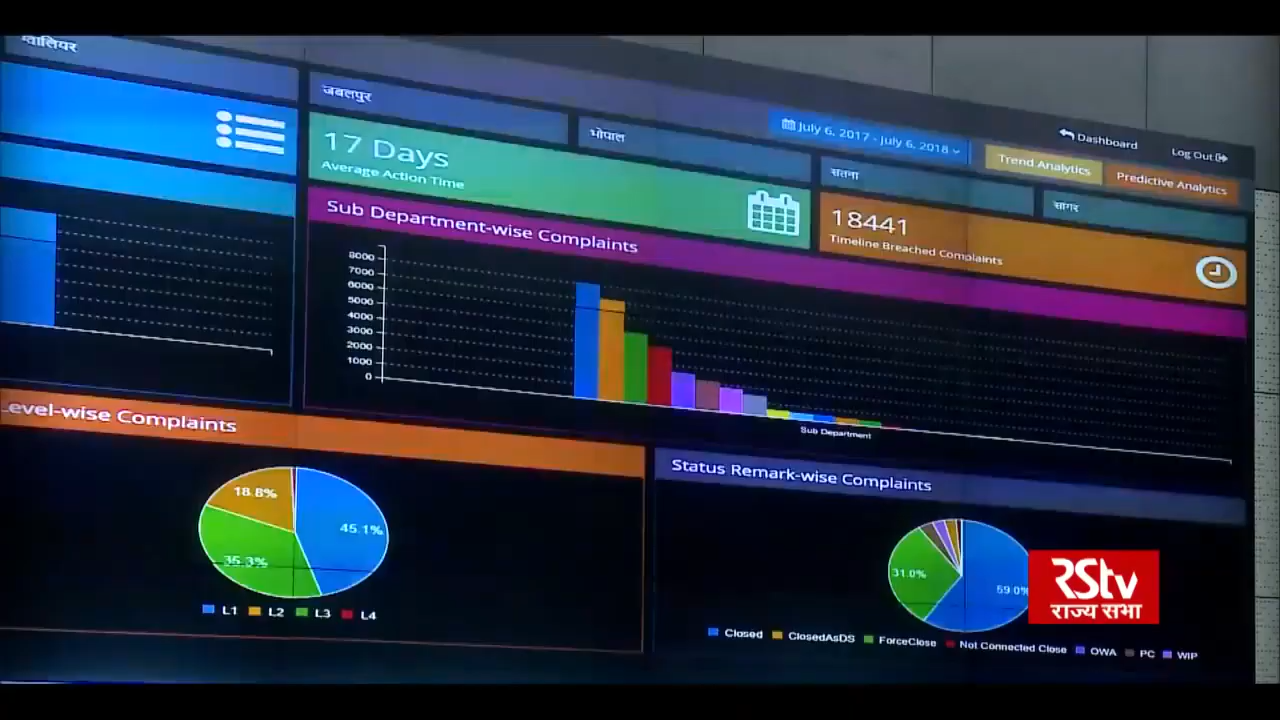 ग्वालियर
जबलपुर
भोपाल
July 6, 2017 - July 6, 2018
Dashboard
Log Out
Trend Analytics
Predictive Analytics
सतना
सागर
17 Days
Average Action Time
18441
Timeline Breached Complaints
Sub Department-wise Complaints
8000
7000
6000
5000
4000
3000
2000
1000
0
Sub Department
Level-wise Complaints
18.8%
45.1%
35.3%
L1 L2 L3 L4
Status Remark-wise Complaints
31.0%
59.0%
Closed ClosedAsDS ForceClose Not Connected Close OWA PC WIP
RStv
राज्य सभा